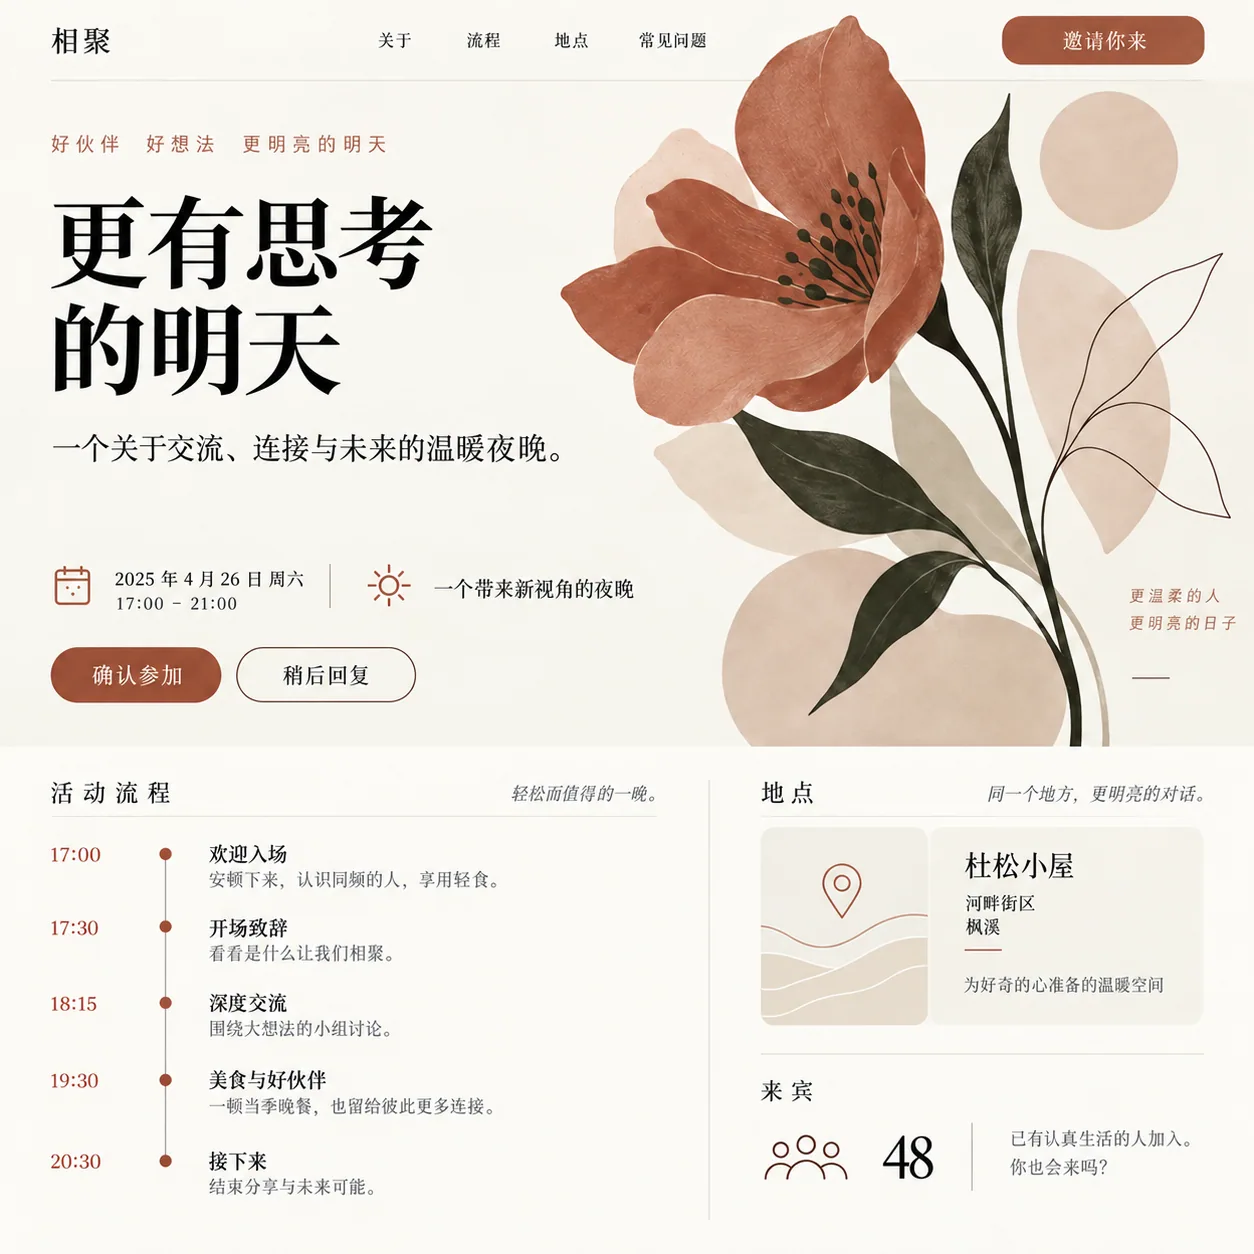 相聚
关于
流程
地点
常见问题
邀请你来
好伙伴 好想法 更明亮的明天
更有思考
的明天
一个关于交流、连接与未来的温暖夜晚。
2025 年 4 月 26 日 周六
17:00 – 21:00
一个带来新视角的夜晚
确认参加
稍后回复
更温柔的人
更明亮的日子
活动流程
轻松而值得的一晚。
17:00
欢迎入场
安顿下来，认识同频的人，享用轻食。
17:30
开场致辞
看看是什么让我们相聚。
18:15
深度交流
围绕大想法的小组讨论。
19:30
美食与好伙伴
一顿当季晚餐，也留给彼此更多连接。
20:30
接下来
结束分享与未来可能。
地点
同一个地方，更明亮的对话。
杜松小屋
河畔街区
枫溪
为好奇的心准备的温暖空间
来宾
48
已有认真生活的人加入。
你也会来吗？